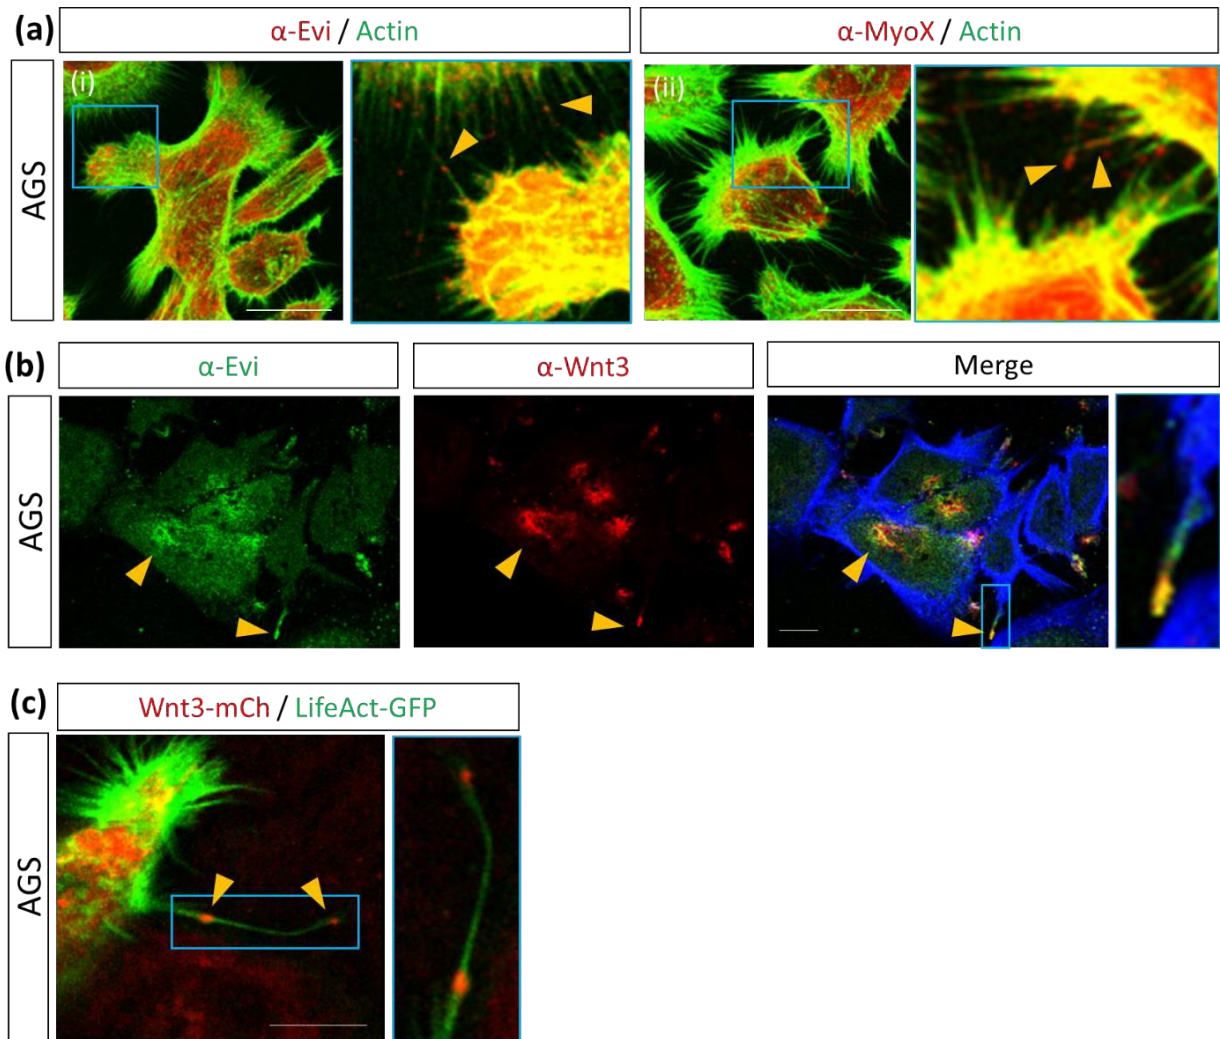 (a)
α-Evi / Actin
α-MyoX / Actin
AGS
(i)
(ii)
(b)
α-Evi
α-Wnt3
Merge
AGS
(c)
Wnt3-mCh / LifeAct-GFP
AGS